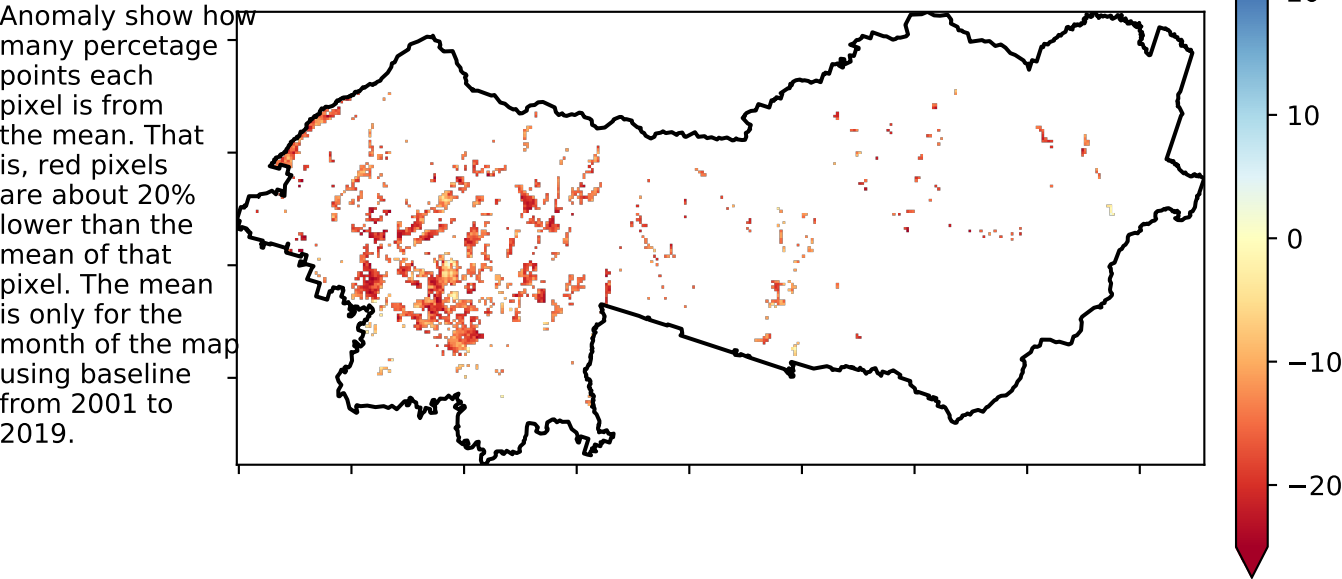 Anomaly show how
many percetage
points each
pixel is from
the mean. That
is, red pixels
are about 20%
lower than the
mean of that
pixel. The mean
is only for the
month of the map
using baseline
from 2001 to
2019.
10
0
−10
−20